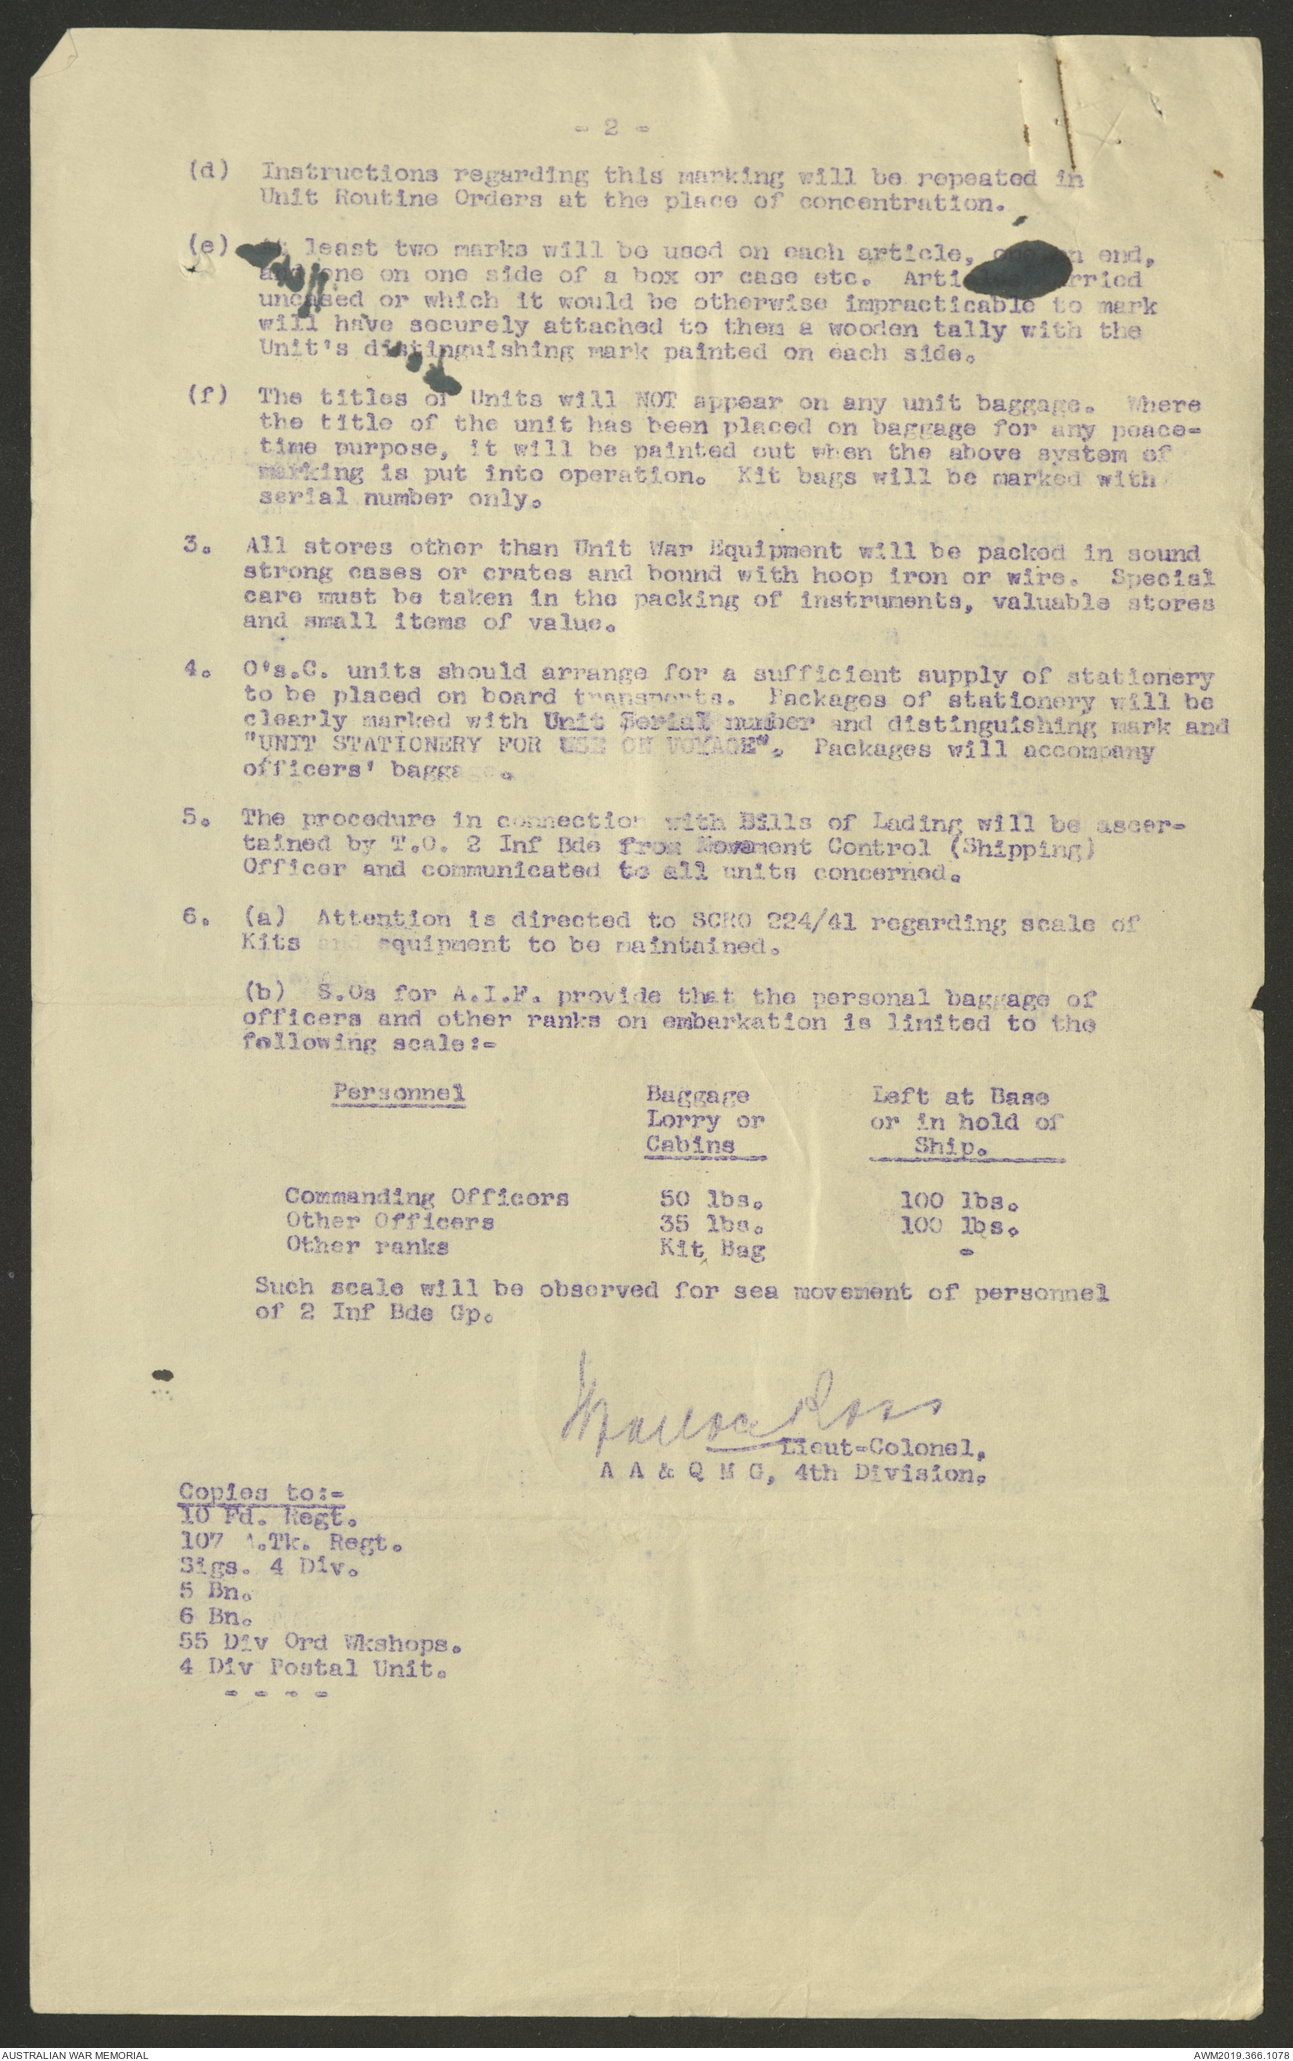 - 2 -
(d) Instructions regarding this marking will be repeated in
Unit Routine Orders at the place of concentration.
(e) least two marks will be used on each article, end,
one on one side of a box or case etc. 
uncased or which it would be otherwise impracticable to mark
will have securely attached to them a wooden tally with the
Unit's distinguishing mark painted on each side.
(f) The titles of Units will NOT appear on any unit baggage. Where
the title of the unit has been placed on baggage for any peace-
time purpose, it will be painted out when the above system of
marking is put into operation. Kit bags will be marked with
serial number only.
3. All stores other than Unit War Equipment will be packed in sound
strong cases or crates and bound with hoop iron or wire. Special
care must be taken in the packing of instruments, valuable stores
and small items of value.
4. O's.C. units should arrange for a sufficient supply of stationery
to be placed on board transports. Packages of stationery will be
clearly marked with Unit Serial number and distinguishing mark and
"UNIT STATIONERY FOR USE ON VOYAGE". Packages will accompany
officers' baggage.
5. The procedure in connection with Bills of Lading will be ascer-
tained by T.O. 2 Inf Bde from Movement Control (Shipping)
Officer and communicated to all units concerned.
6. (a) Attention is directed to SCRO 224/41 regarding scale of
Kits and equipment to be maintained.
(b) S.Os for A.I.F. provide that the personal baggage of
officers and other ranks on embarkation is limited to the
following scale:-
Personnel Baggage Left at Base
Lorry or or in hold of
Cabins Ship.
Commanding Officers 50 lbs. 100 lbs.
Other Officers 35 lbs. 100 lbs.
Other ranks Kit Bag -
Such scale will be observed for sea movement of personnel
of 2 Inf Bde Gp.
Ross
Lieut-Colonel,
A A & Q M G, 4th Division.
Copies to:-
10 Fd. Regt.
107 A.Tk. Regt.
Sigs. 4 Div.
5 Bn.
6 Bn.
55 Div Ord Wkshops.
4 Div Postal Unit.
- - - -
AUSTRALIAN WAR MEMORIAL AWM2019.366.1078